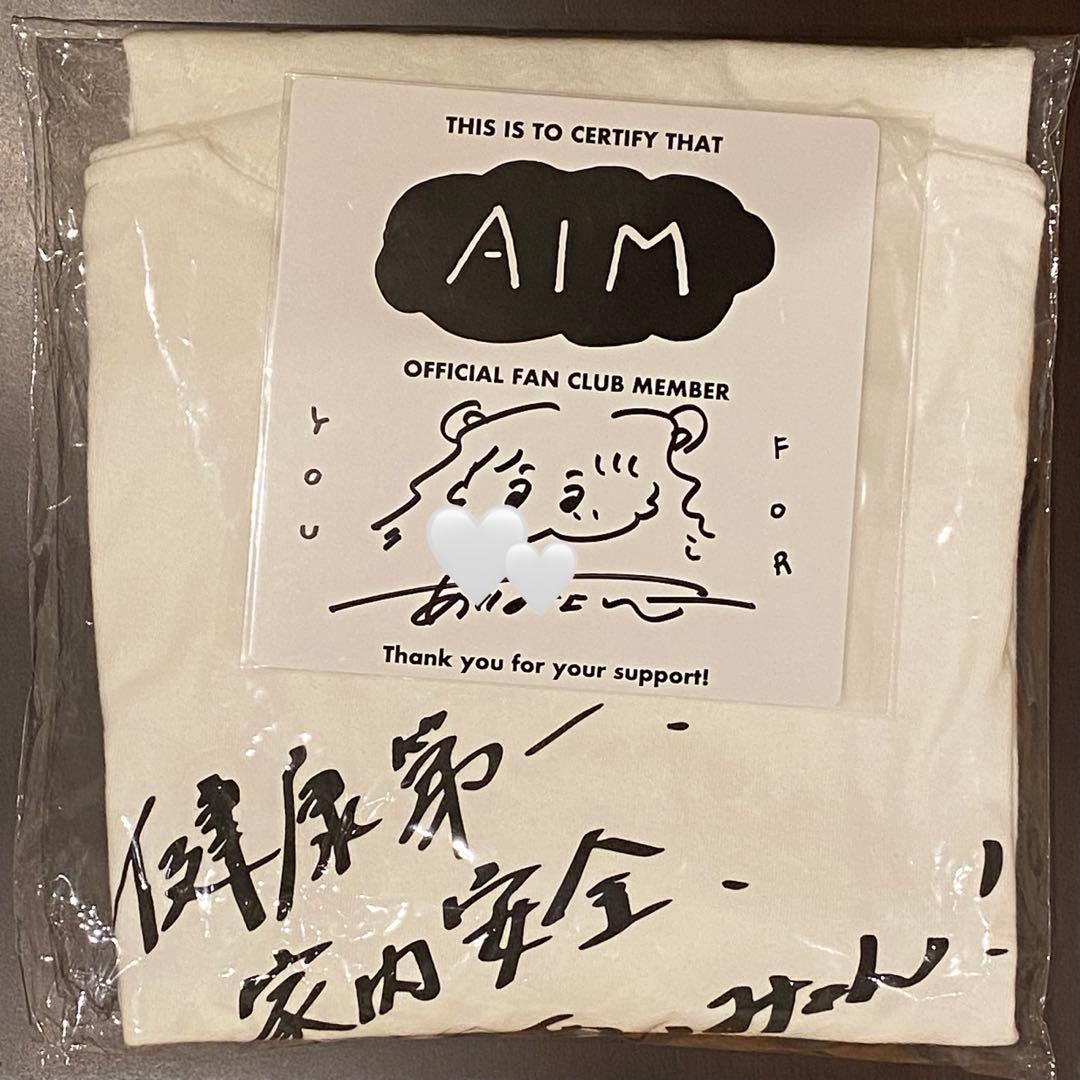 THIS IS TO CERTIFY THAT
AIM
OFFICIAL FAN CLUB MEMBER
YOU
FOR
Thank you for your support!
健康第一
家内安全